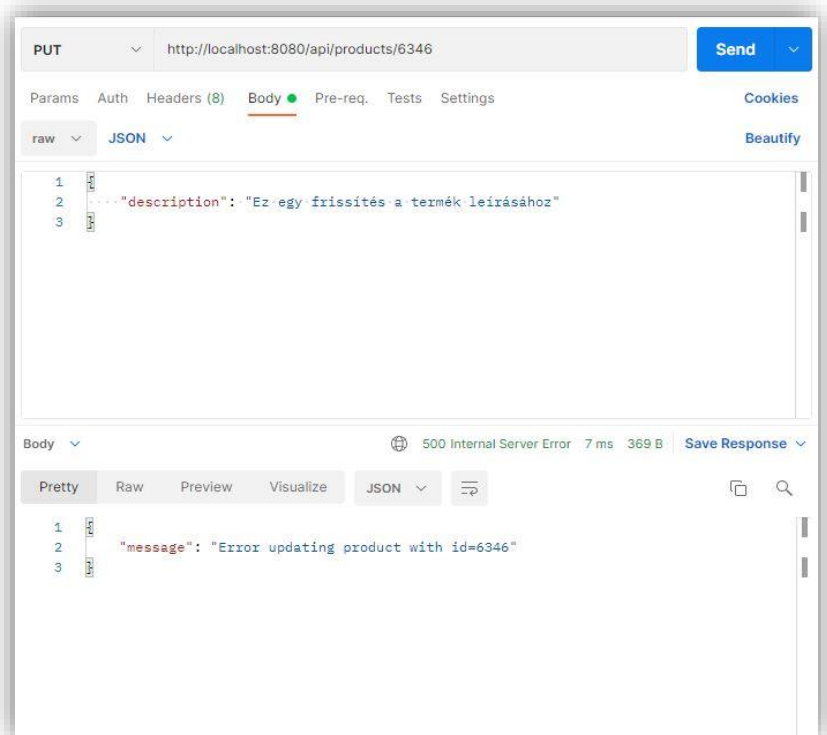 PUT http://localhost:8080/api/products/6346 Send
Params Auth Headers (8) Body Pre-req. Tests Settings Cookies
raw JSON Beautify
1 {
2 "description": "Ez egy frissítés a termék leírásához"
3 }
Body 500 Internal Server Error 7 ms 369 B Save Response
Pretty Raw Preview Visualize JSON
1 {
2 "message": "Error updating product with id=6346"
3 }